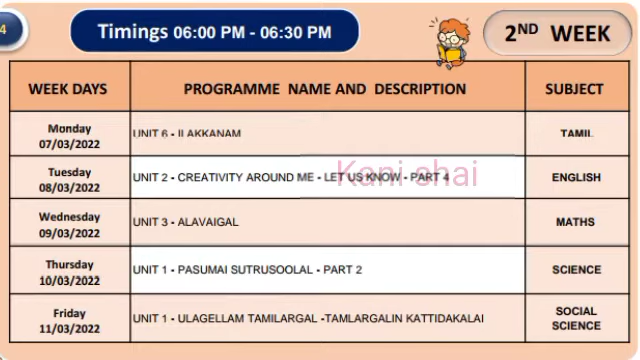 4
Timings 06:00 PM - 06:30 PM
2ND WEEK
WEEK DAYS PROGRAMME NAME AND DESCRIPTION SUBJECT
Monday
07/03/2022
UNIT 6 - ILAKKANAM
TAMIL
Tuesday
08/03/2022
UNIT 2 - CREATIVITY AROUND ME - LET US KNOW - PART 4
ENGLISH
Kani shai
Wednesday
09/03/2022
UNIT 3 - ALAVAIGAL
MATHS
Thursday
10/03/2022
UNIT 1 - PASUMAI SUTRUSOOLAL - PART 2
SCIENCE
Friday
11/03/2022
UNIT 1 - ULAGELLAM TAMILARGAL -TAMLARGALIN KATTIDAKALAI
SOCIAL
SCIENCE